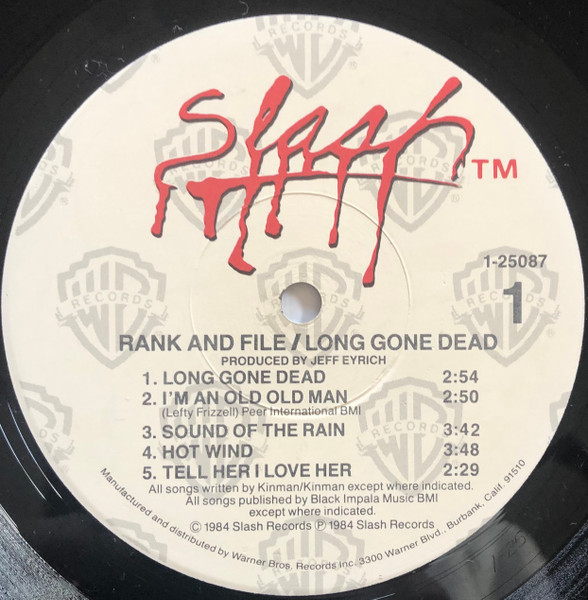 Slash TM
1-25087
1
RANK AND FILE/LONG GONE DEAD
PRODUCED BY JEFF EYRICH
1. LONG GONE DEAD 2:54
2. I'M AN OLD OLD MAN 2:50
(Lefty Frizzell) Peer International BMI
3. SOUND OF THE RAIN 3:42
4. HOT WIND 3:48
5. TELL HER I LOVE HER 2:29
All songs written by Kinman/Kinman except where indicated.
All songs published by Black Impala Music BMI
except where indicated.
© 1984 Slash Records ℗ 1984 Slash Records
Manufactured and distributed by Warner Bros. Records Inc. 3300 Warner Blvd., Burbank, Calif. 91510
WB RECORDS